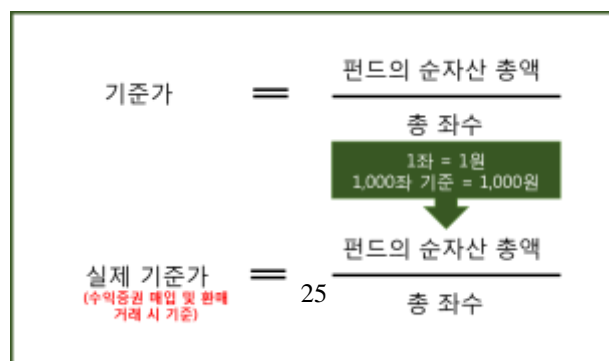 기준가 = 펀드의 순자산 총액
총 좌수
1좌 = 1원
1,000좌 기준 = 1,000원
실제 기준가 = 펀드의 순자산 총액
(수익증권 매입 및 환매
거래 시 기준)
25
총 좌수